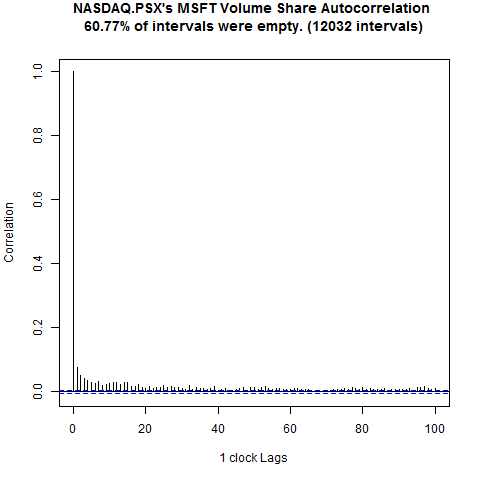 NASDAQ.PSX's MSFT Volume Share Autocorrelation
60.77% of intervals were empty. (12032 intervals)
Correlation
1.0
0.8
0.6
0.4
0.2
0.0
0 20 40 60 80 100
1 clock Lags